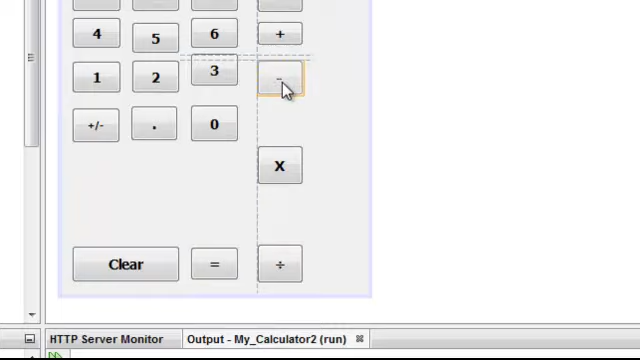 4 5 6 +
1 2 3 -
+/- . 0
X
Clear = ÷
HTTP Server Monitor Output - My_Calculator2 (run)